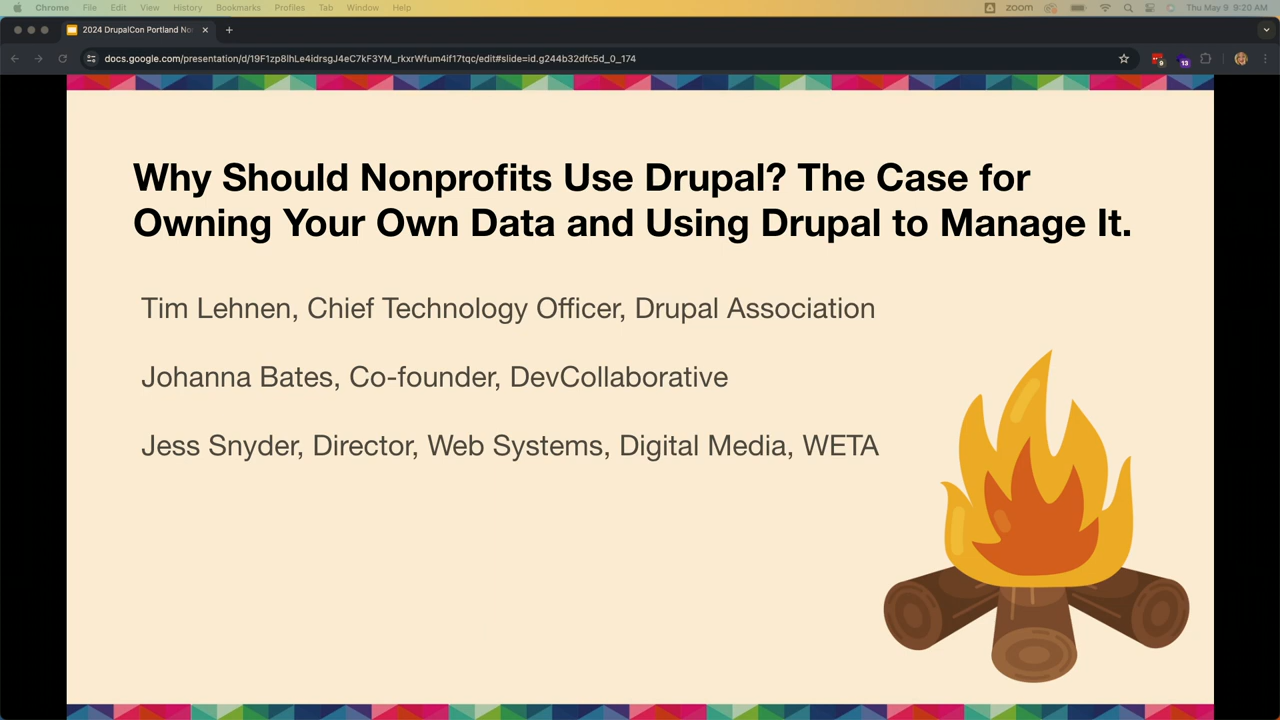 Chrome File Edit View History Bookmarks Profiles Tab Window Help zoom Thu May 9 9:20 AM
2024 DrupalCon Portland No
docs.google.com/presentation/d/19F1zp8lhLe4idrsgJ4eC7kF3YM_rkxrWfum4if17tqc/edit#slide=id.g244b32dfc5d_0_174 9 13
Why Should Nonprofits Use Drupal? The Case for
Owning Your Own Data and Using Drupal to Manage It.
Tim Lehnen, Chief Technology Officer, Drupal Association
Johanna Bates, Co-founder, DevCollaborative
Jess Snyder, Director, Web Systems, Digital Media, WETA